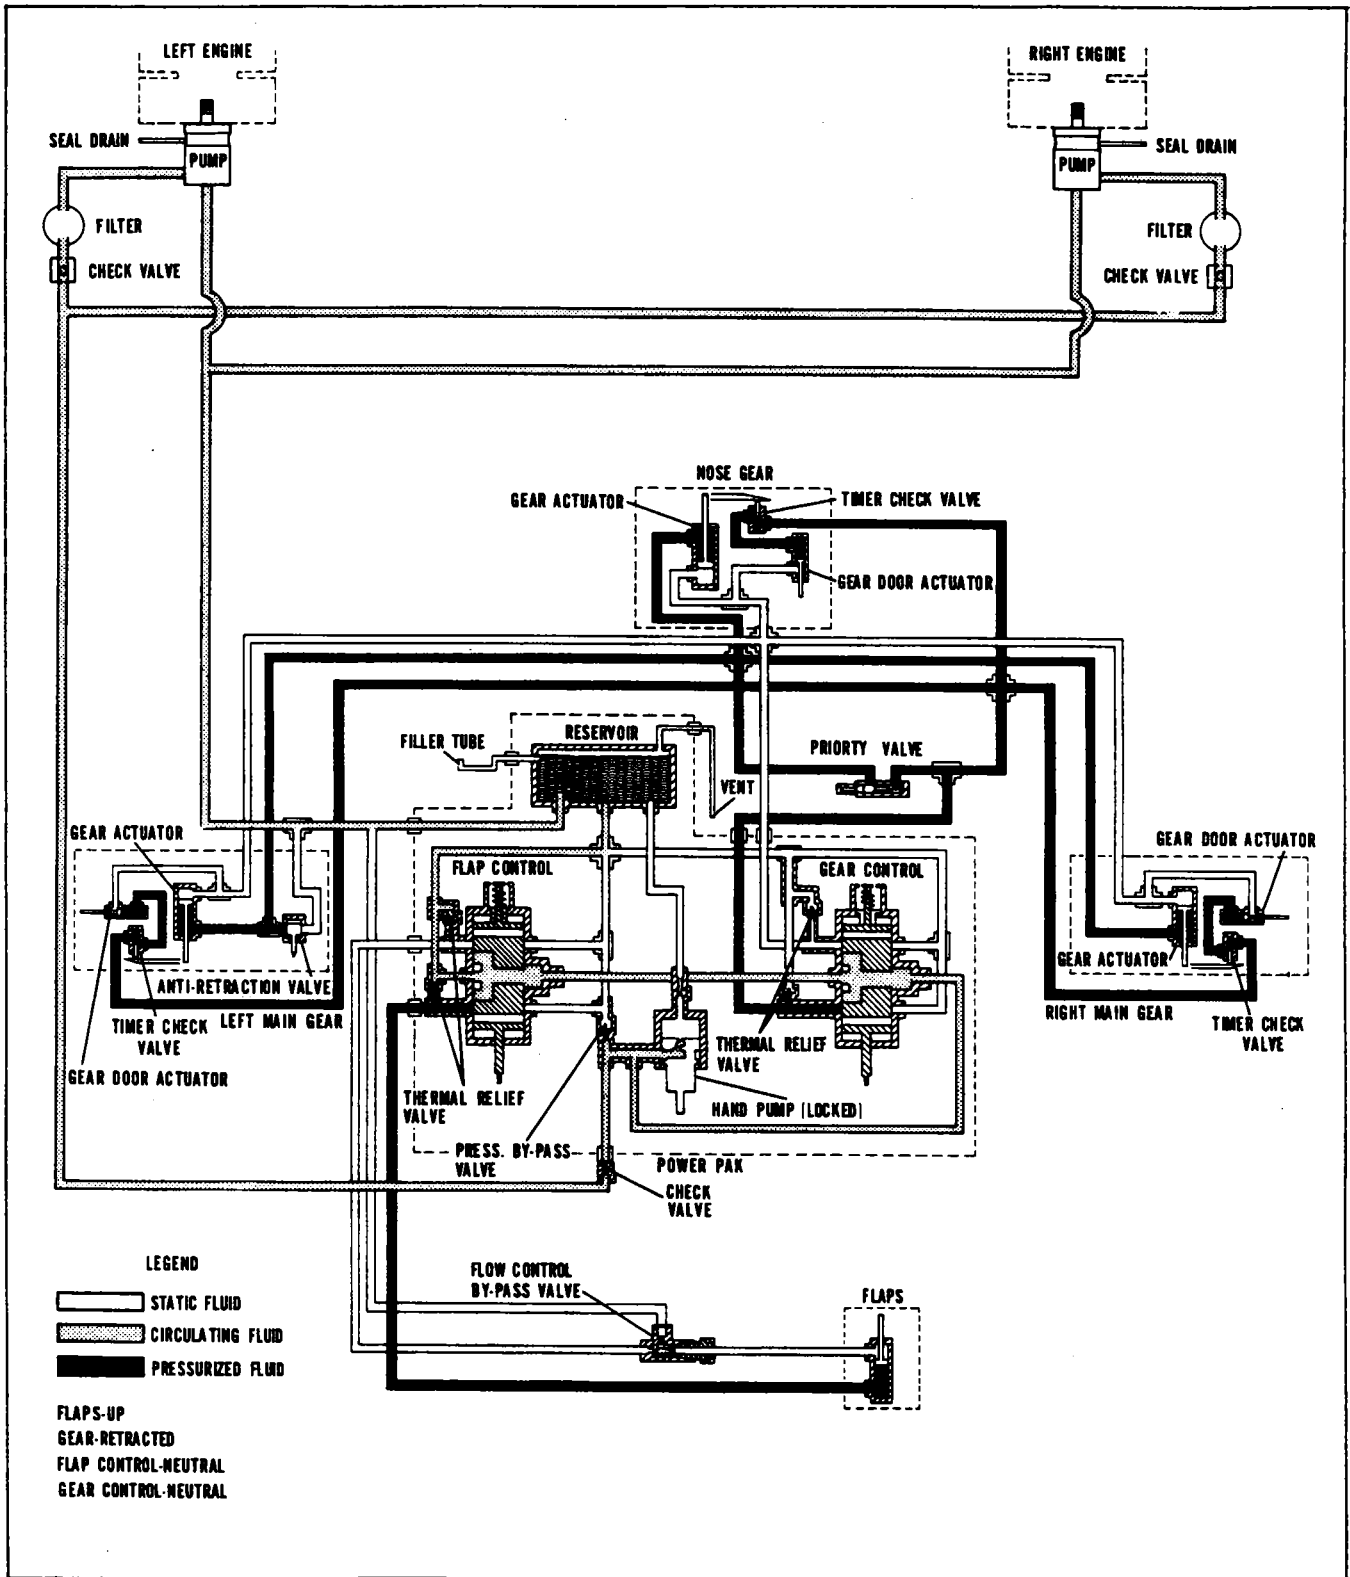 LEFT ENGINE
RIGHT ENGINE
SEAL DRAIN
PUMP
PUMP
SEAL DRAIN
FILTER
FILTER
CHECK VALVE
CHECK VALVE
NOSE GEAR
GEAR ACTUATOR
TIMER CHECK VALVE
GEAR DOOR ACTUATOR
RESERVOIR
FILLER TUBE
PRIORTY VALVE
VENT
GEAR ACTUATOR
FLAP CONTROL
GEAR CONTROL
GEAR DOOR ACTUATOR
GEAR ACTUATOR
ANTI-RETRACTION VALVE
LEFT MAIN GEAR
RIGHT MAIN GEAR
TIMER CHECK
VALVE
TIMER CHECK
VALVE
THERMAL RELIEF
VALVE
GEAR DOOR ACTUATOR
THERMAL RELIEF
VALVE
HAND PUMP (LOCKED)
PRESS. BY-PASS
VALVE
POWER PAK
CHECK
VALVE
LEGEND
STATIC FLUID
CIRCULATING FLUID
PRESSURIZED FLUID
FLOW CONTROL
BY-PASS VALVE
FLAPS
FLAPS-UP
GEAR-RETRACTED
FLAP CONTROL-NEUTRAL
GEAR CONTROL-NEUTRAL